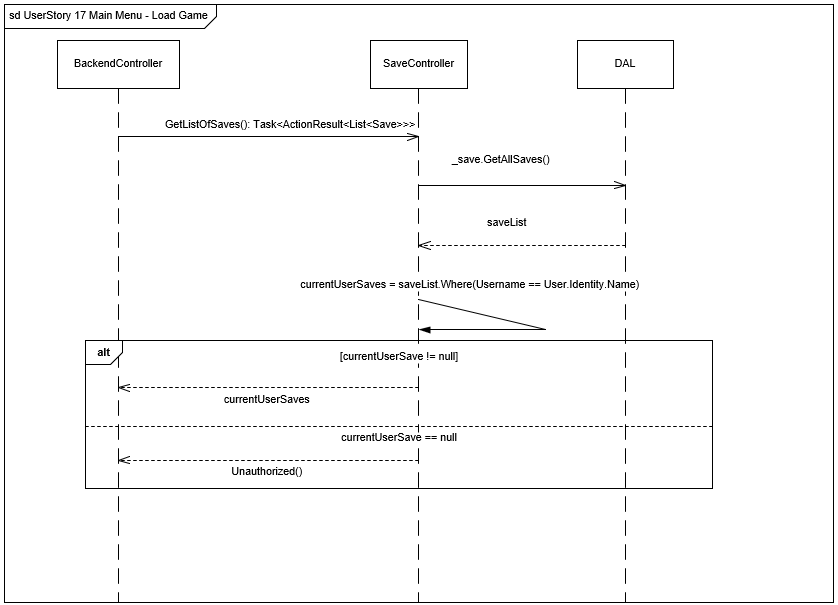 sd UserStory 17 Main Menu - Load Game
BackendController
SaveController
DAL
GetListOfSaves(): Task<ActionResult<List<Save>>>
_save.GetAllSaves()
saveList
currentUserSaves = saveList.Where(Username == User.Identity.Name)
alt
[currentUserSave != null]
currentUserSaves
currentUserSave == null
Unauthorized()